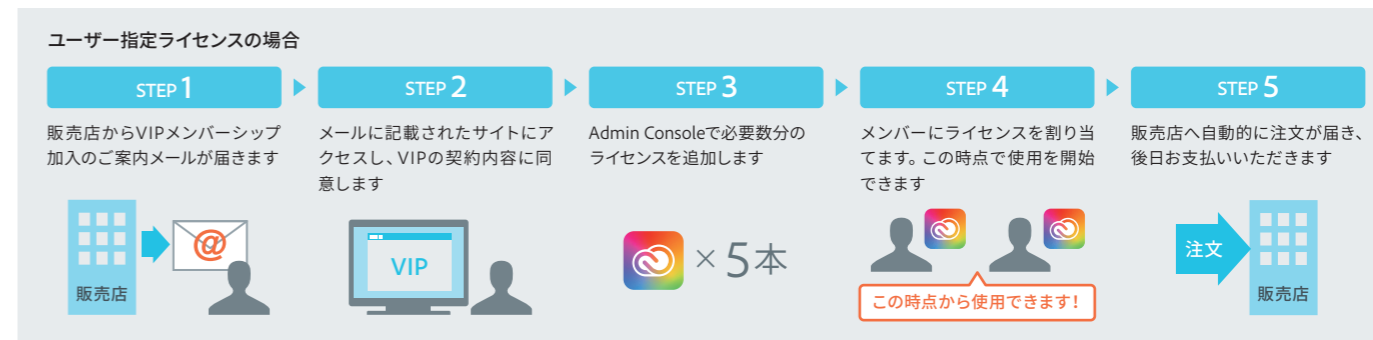 ユーザー指定ライセンスの場合
STEP 1
STEP 2
STEP 3
STEP 4
STEP 5
販売店からVIPメンバーシップ
加入のご案内メールが届きます
メールに記載されたサイトにア
クセスし、VIPの契約内容に同
意します
Admin Consoleで必要数分の
ライセンスを追加します
メンバーにライセンスを割り当
てます。この時点で使用を開始
できます
販売店へ自動的に注文が届き、
後日お支払いいただきます
@
販売店
VIP
×5本
この時点から使用できます!
注文
販売店